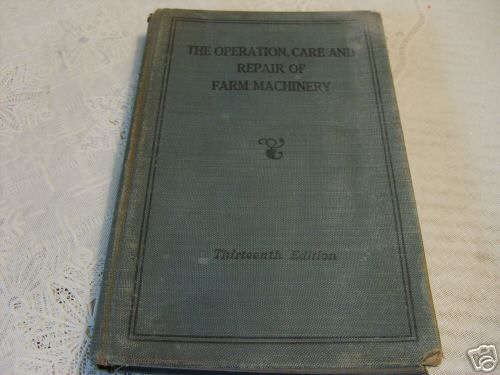 THE OPERATION, CARE AND
REPAIR OF
FARM MACHINERY
Thirteenth Edition